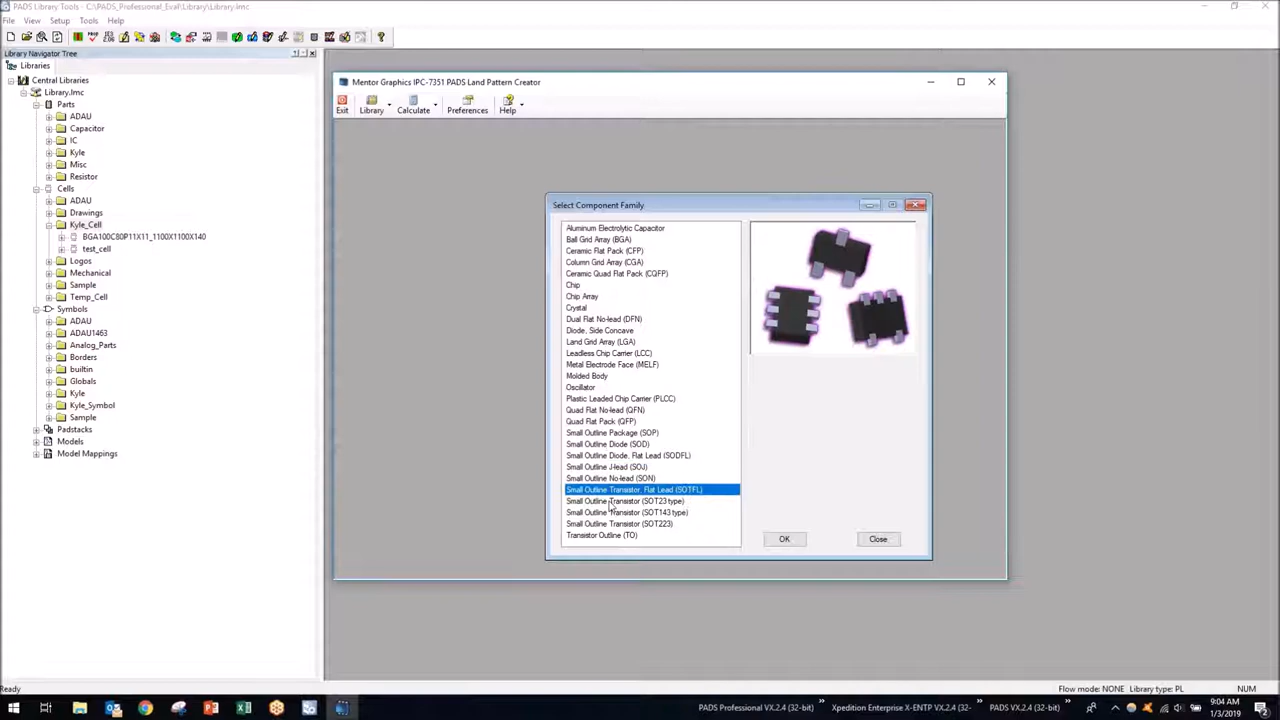 PADS Library Tools - C:\PADS_Professional_Eval\Library\Library.lmc
File View Setup Tools Help
Library Navigator Tree
Libraries
Central Libraries
Library.lmc
Parts
ADAU
Capacitor
IC
Kyle
Misc
Resistor
Cells
ADAU
Drawings
Kyle_Cell
BGA100C80P11X11_1100X1100X140
test_cell
Logos
Mechanical
Sample
Temp_Cell
Symbols
ADAU
ADAU1463
Analog_Parts
Borders
builtin
Globals
Kyle
Kyle_Symbol
Sample
Padstacks
Models
Model Mappings
Mentor Graphics IPC-7351 PADS Land Pattern Creator
Exit Library Calculate Preferences Help
Select Component Family
Aluminum Electrolytic Capacitor
Ball Grid Array (BGA)
Ceramic Flat Pack (CFP)
Column Grid Array (CGA)
Ceramic Quad Flat Pack (CQFP)
Chip
Chip Array
Crystal
Dual Flat No-lead (DFN)
Diode, Side Concave
Land Grid Array (LGA)
Leadless Chip Carrier (LCC)
Metal Electrode Face (MELF)
Molded Body
Oscillator
Plastic Leaded Chip Carrier (PLCC)
Quad Flat No-lead (QFN)
Quad Flat Pack (QFP)
Small Outline Package (SOP)
Small Outline Diode (SOD)
Small Outline Diode, Flat Lead (SODFL)
Small Outline J-lead (SOJ)
Small Outline No-lead (SON)
Small Outline Transistor, Flat Lead (SOTFL)
Small Outline Transistor (SOT23 type)
Small Outline Transistor (SOT143 type)
Small Outline Transistor (SOT223)
Transistor Outline (TO)
OK Close
Ready
Flow mode: NONE Library type: PL NUM
PADS Professional VX.2.4 (32-bit) » Xpedition Enterprise X-ENTP VX.2.4 (32- » PADS VX.2.4 (32-bit) »
9:04 AM
1/3/2019